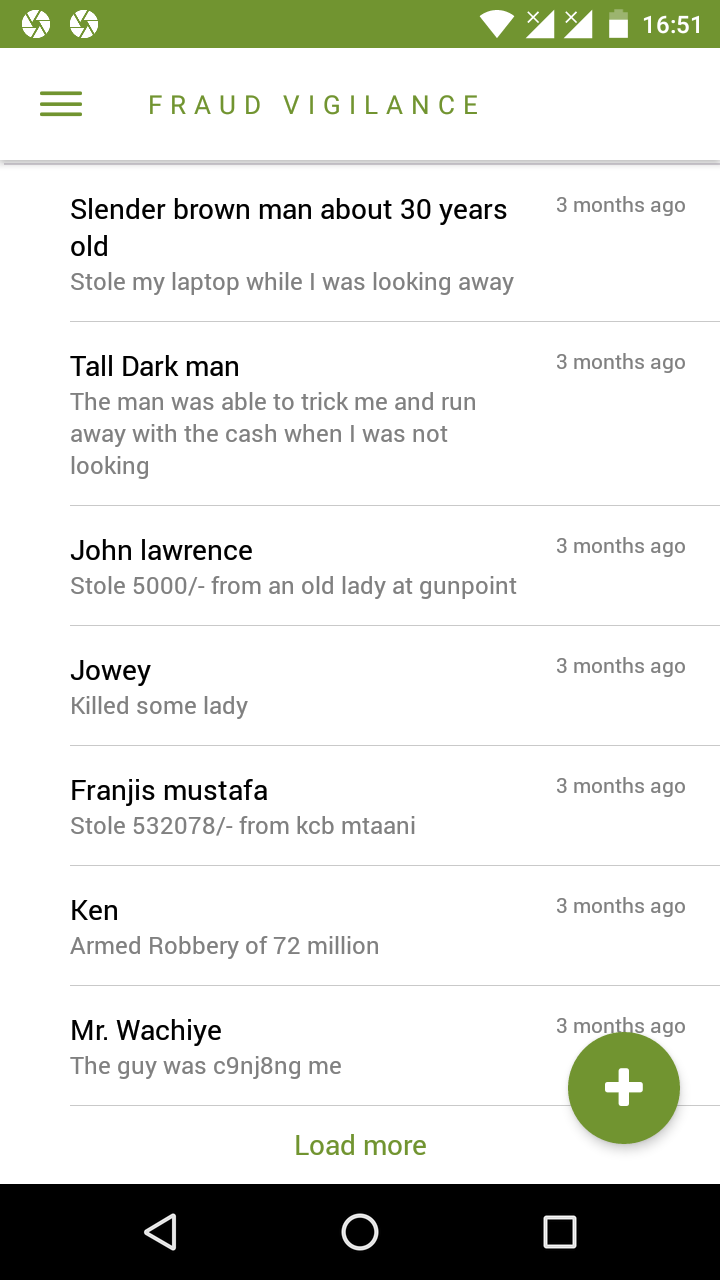 16:51
FRAUD VIGILANCE
Slender brown man about 30 years
old
3 months ago
Stole my laptop while I was looking away
Tall Dark man
3 months ago
The man was able to trick me and run
away with the cash when I was not
looking
John lawrence
3 months ago
Stole 5000/- from an old lady at gunpoint
Jowey
3 months ago
Killed some lady
Franjis mustafa
3 months ago
Stole 532078/- from kcb mtaani
Ken
3 months ago
Armed Robbery of 72 million
Mr. Wachiye
3 months ago
The guy was c9nj8ng me
Load more